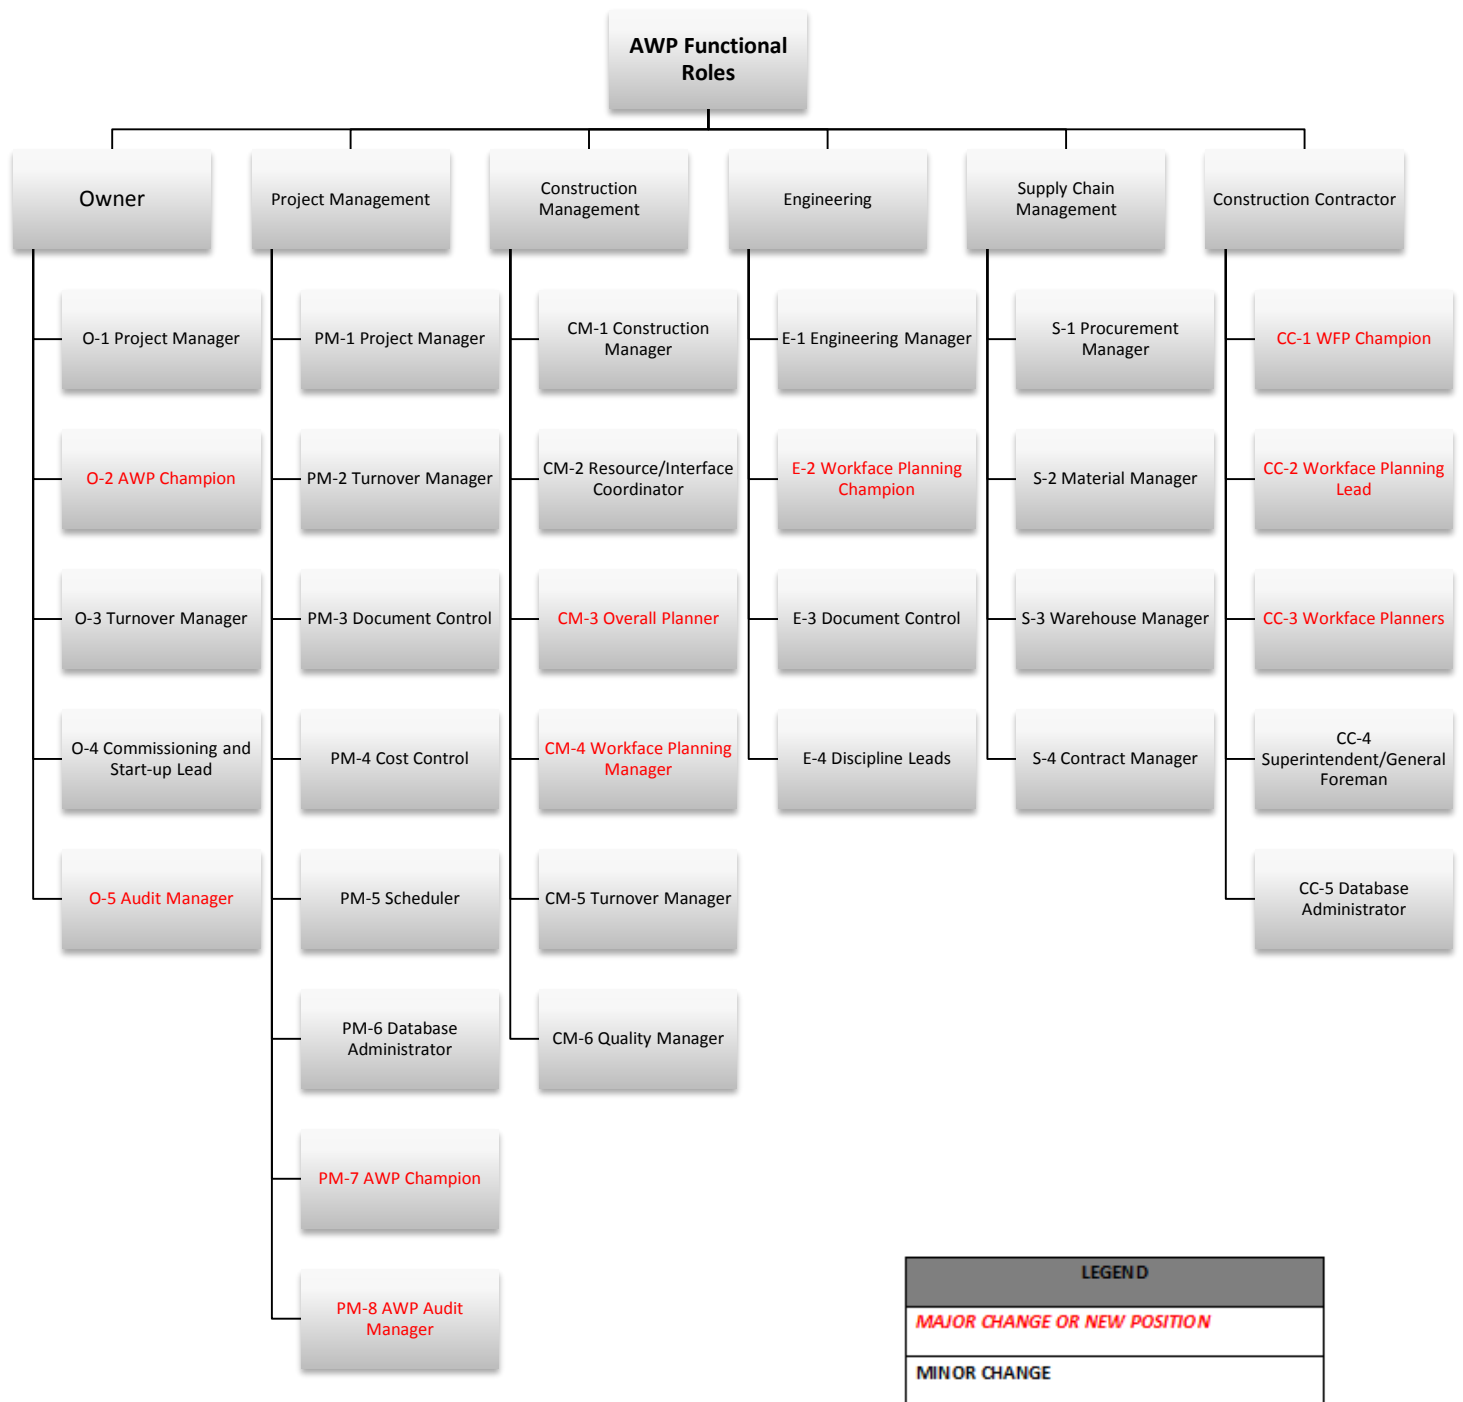 AWP Functional
Roles
Owner
Project Management
Construction
Management
Engineering
Supply Chain
Management
Construction Contractor
O-1 Project Manager
PM-1 Project Manager
CM-1 Construction
Manager
E-1 Engineering Manager
S-1 Procurement
Manager
CC-1 WFP Champion
O-2 AWP Champion
PM-2 Turnover Manager
CM-2 Resource/Interface
Coordinator
E-2 Workface Planning
Champion
S-2 Material Manager
CC-2 Workface Planning
Lead
O-3 Turnover Manager
PM-3 Document Control
CM-3 Overall Planner
E-3 Document Control
S-3 Warehouse Manager
CC-3 Workface Planners
O-4 Commissioning and
Start-up Lead
PM-4 Cost Control
CM-4 Workface Planning
Manager
E-4 Discipline Leads
S-4 Contract Manager
CC-4
Superintendent/General
Foreman
O-5 Audit Manager
PM-5 Scheduler
CM-5 Turnover Manager
CC-5 Database
Administrator
PM-6 Database
Administrator
CM-6 Quality Manager
PM-7 AWP Champion
PM-8 AWP Audit
Manager
LEGEND
MAJOR CHANGE OR NEW POSITION
MINOR CHANGE